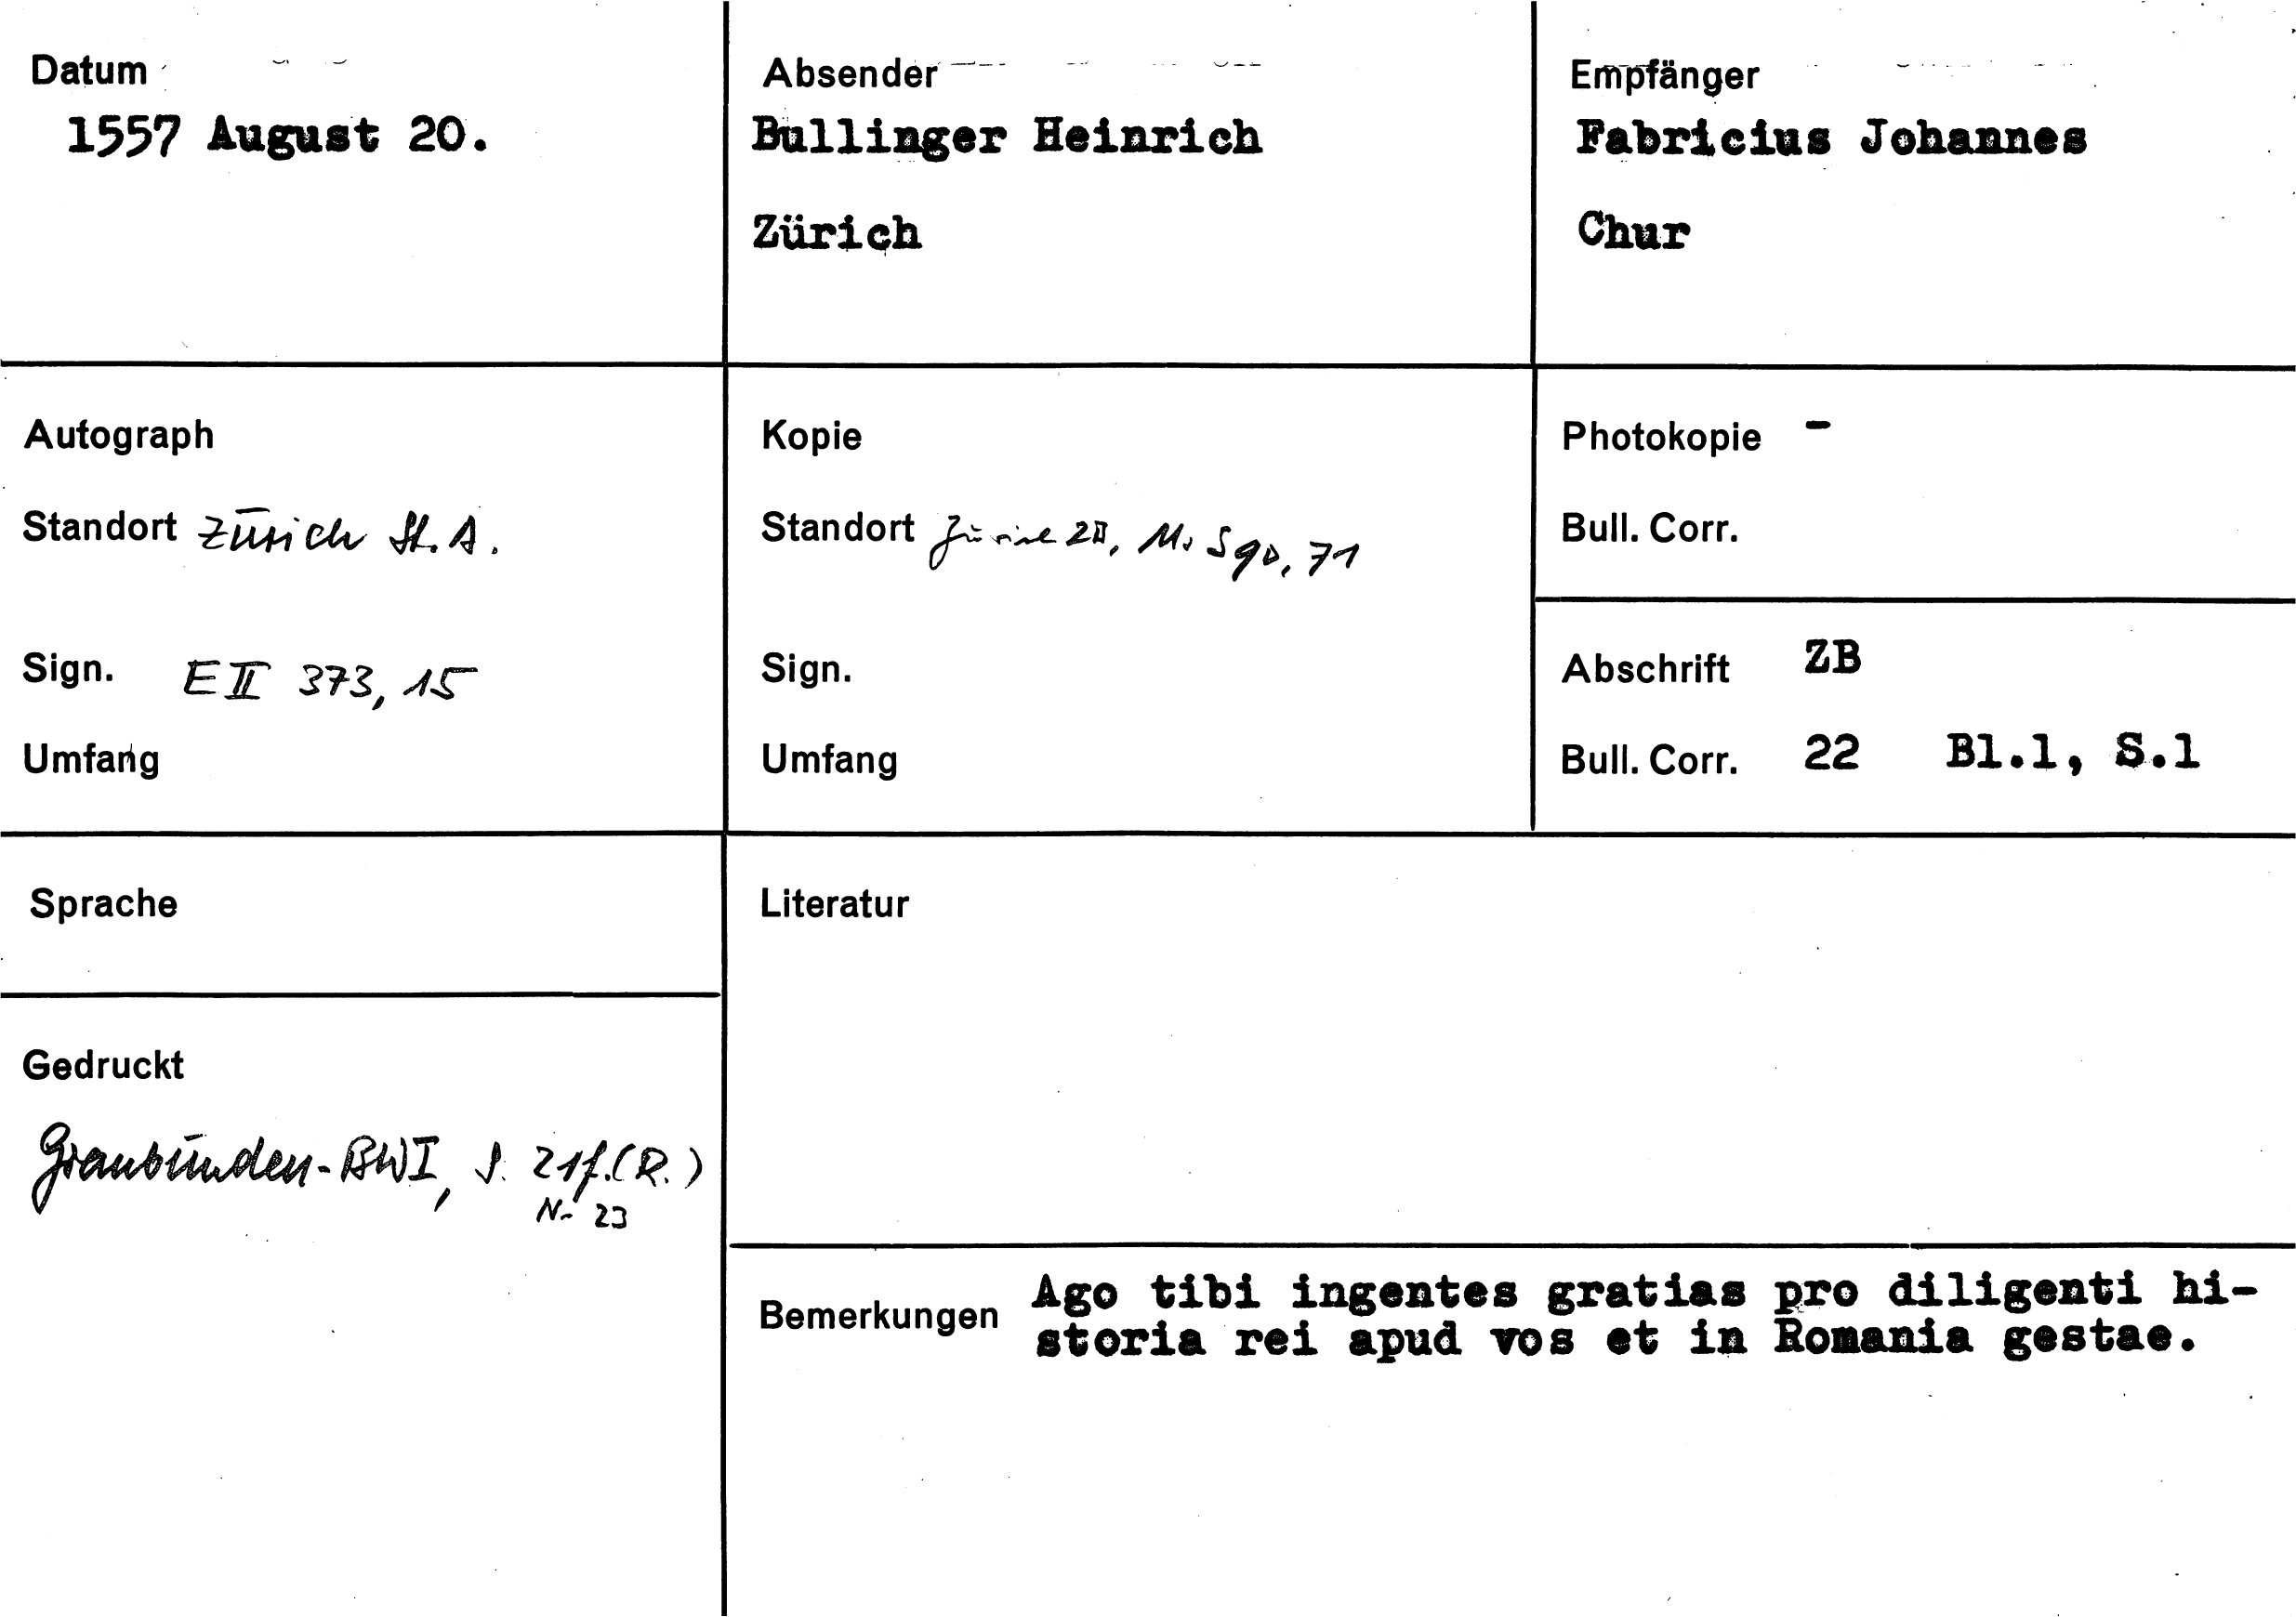 Datum
1557 August 20.
Absender
Bullinger Heinrich
Zürich
Empfänger
Fabricius Johannes
Chur
Autograph
Standort Zürich St. A.
Sign. E II 373, 15
Umfang
Kopie
Standort Zürich ZB, Ms S 90, 71
Sign.
Umfang
Photokopie -
Bull. Corr.
Abschrift ZB
Bull. Corr. 22 Bl.1, S.1
Sprache
Gedruckt
Graubünden-BW I, S. 21f. (R.)
Nr 23
Literatur
Bemerkungen Ago tibi ingentes gratias pro diligenti hi-
storia rei apud vos et in Romania gestae.